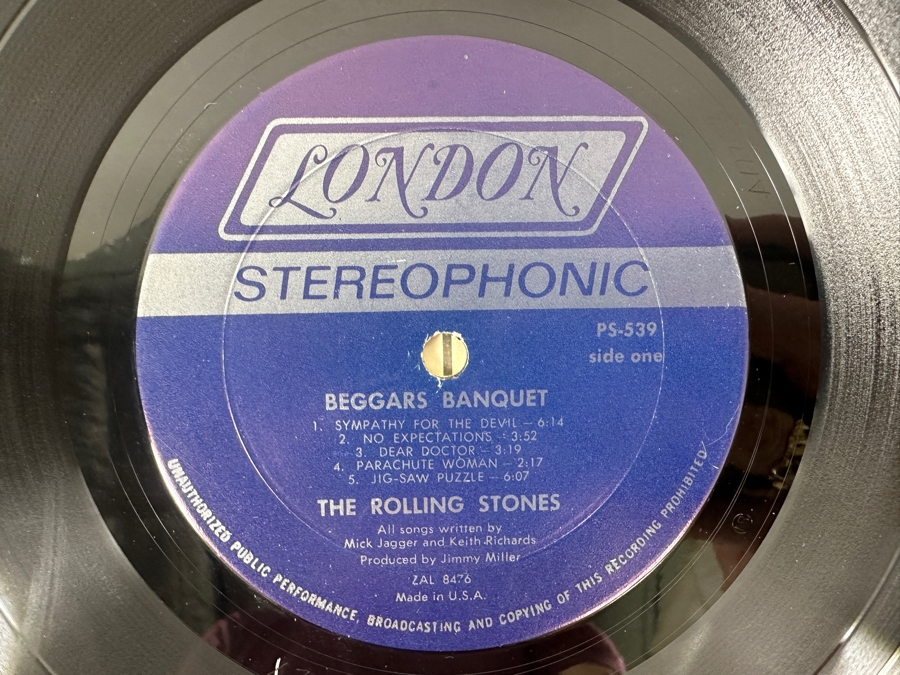 LONDON
STEREOPHONIC
PS-539
side one
BEGGARS BANQUET
1. SYMPATHY FOR THE DEVIL – 6:14
2. NO EXPECTATIONS – 3:52
3. DEAR DOCTOR – 3:19
4. PARACHUTE WOMAN – 2:17
5. JIG-SAW PUZZLE – 6:07
THE ROLLING STONES
All songs written by
Mick Jagger and Keith Richards
Produced by Jimmy Miller
ZAL 8476
Made in U.S.A.
UNAUTHORIZED PUBLIC PERFORMANCE, BROADCASTING AND COPYING OF THIS RECORDING PROHIBITED